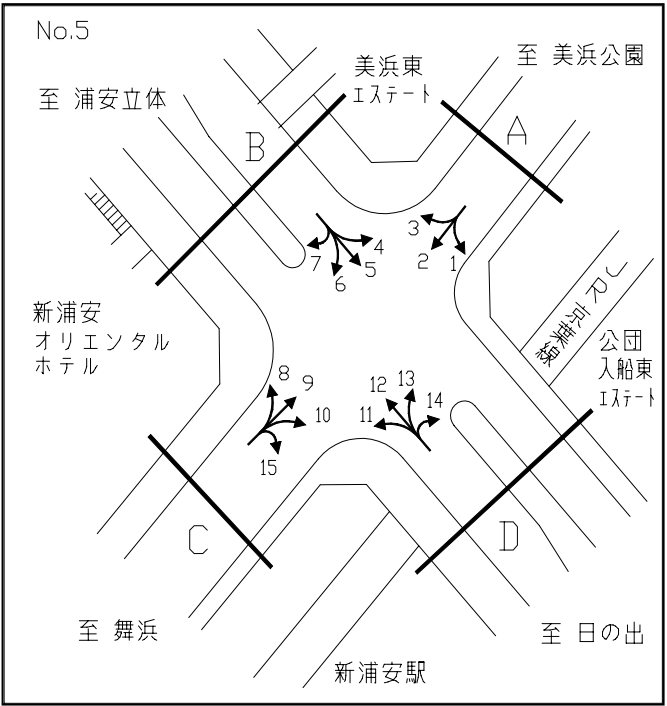 No.5
至 美浜公園
美浜東
エステート
至 浦安立体
A
B
3
2
1
4
5
6
7
JR京葉線
新浦安
オリエンタル
ホテル
公団
入船東
エステート
8
9
10
15
12
13
14
11
C
D
至 舞浜
至 日の出
新浦安駅